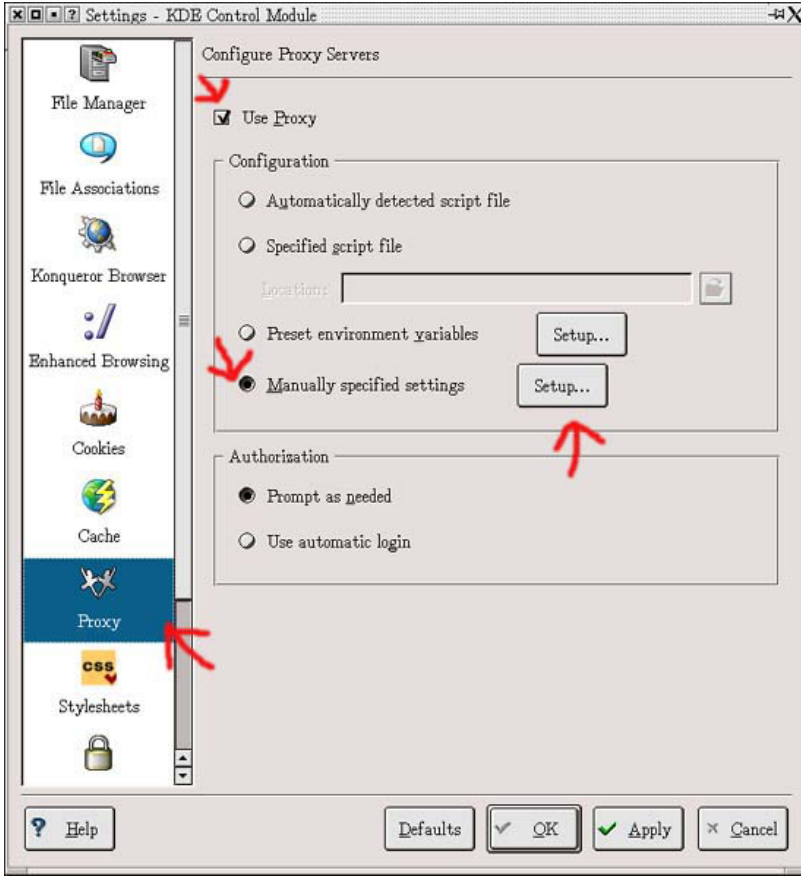 Settings - KDE Control Module
File Manager
File Associations
Konqueror Browser
Enhanced Browsing
Cookies
Cache
Proxy
css
Stylesheets
Configure Proxy Servers
Use Proxy
Configuration
Automatically detected script file
Specified script file
Location:
Preset environment variables
Setup...
Manually specified settings
Setup...
Authorization
Prompt as needed
Use automatic login
? Help
Defaults
OK
Apply
Cancel